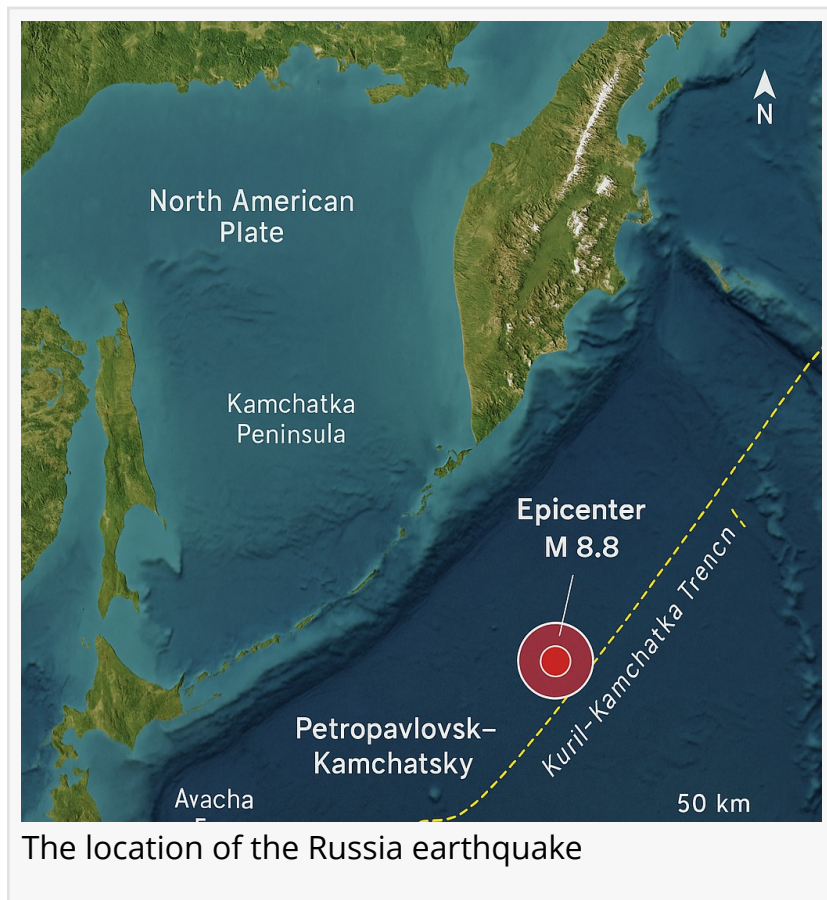 N
North American
Plate
Kamchatka
Peninsula
Epicenter
M 8.8
Kuril-Kamchatka Trencn
Petropavlovsk-
Kamchatsky
Avacha
50 km
The location of the Russia earthquake